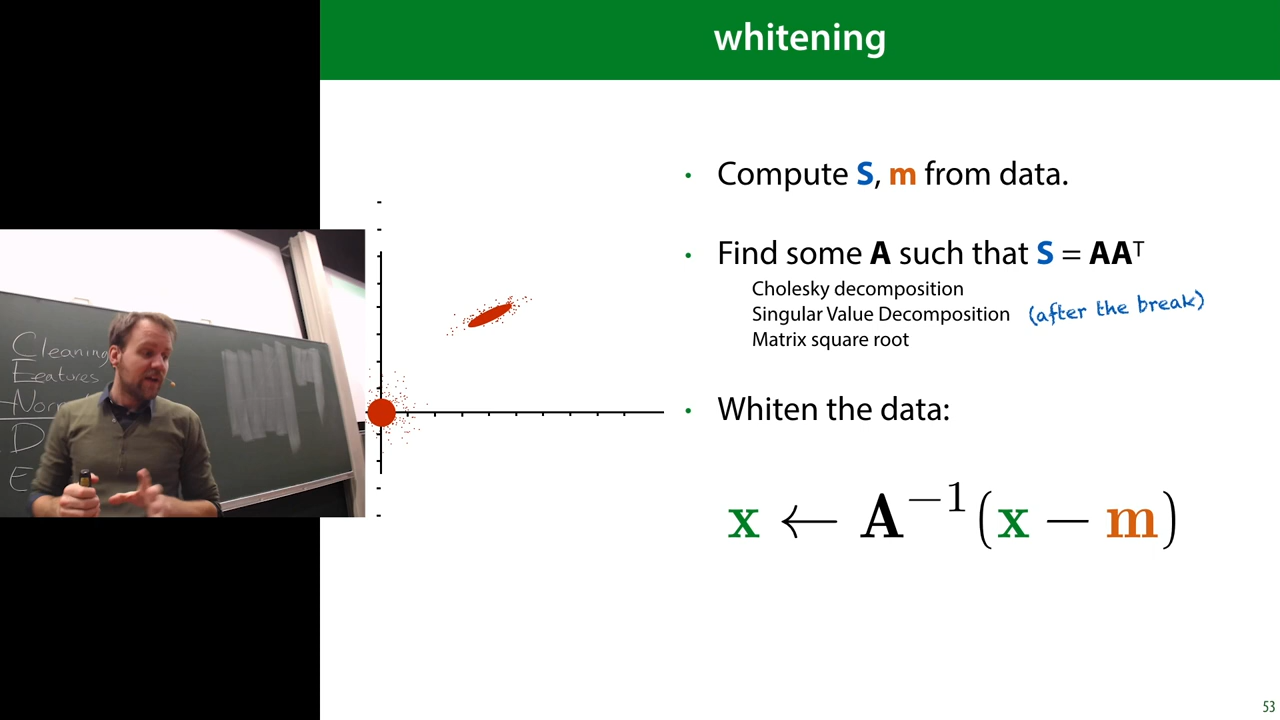 whitening
• Compute S, m from data.
• Find some A such that S = AAᵀ
Cholesky decomposition
Singular Value Decomposition (after the break)
Matrix square root
• Whiten the data:
x ← A⁻¹(x − m)
Cleaning
Features
Nor
D
E
53